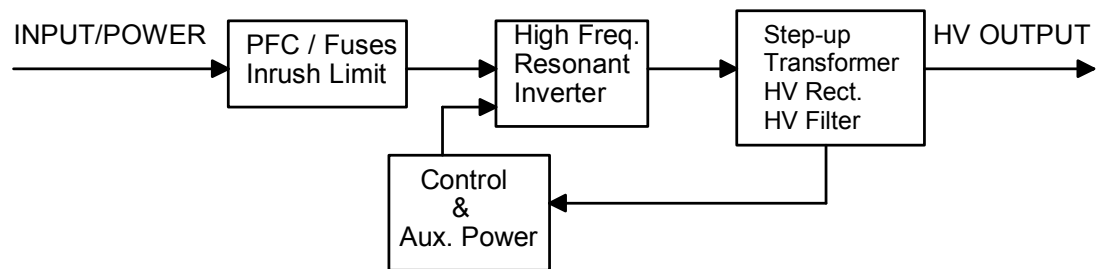 INPUT/POWER
PFC / Fuses
Inrush Limit
High Freq.
Resonant
Inverter
Step-up
Transformer
HV Rect.
HV Filter
HV OUTPUT
Control
&
Aux. Power